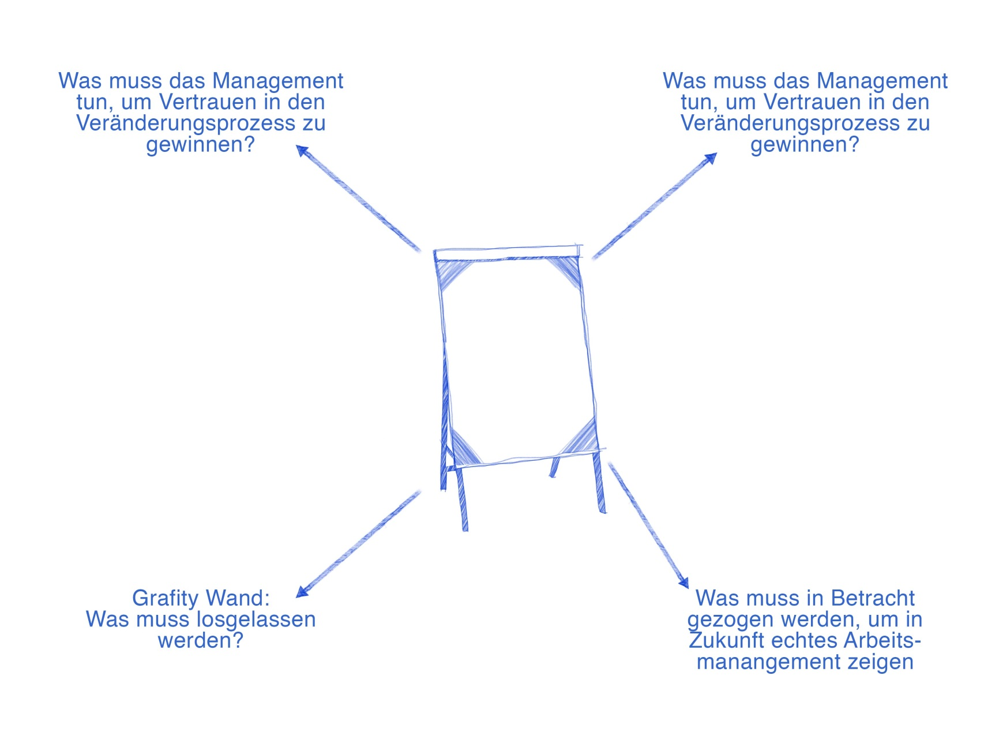 Was muss das Management
tun, um Vertrauen in den
Veränderungsprozess zu
gewinnen?
Was muss das Management
tun, um Vertrauen in den
Veränderungsprozess zu
gewinnen?
Grafity Wand:
Was muss losgelassen
werden?
Was muss in Betracht
gezogen werden, um in
Zukunft echtes Arbeits-
manangement zeigen